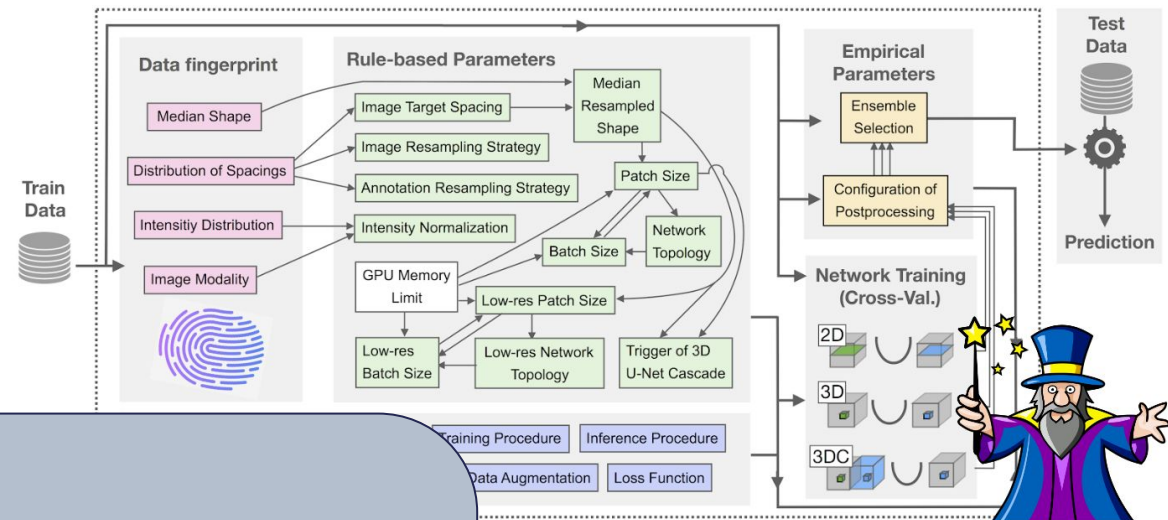 Test
Data
Prediction
Train
Data
Data fingerprint
Median Shape
Distribution of Spacings
Intensitiy Distribution
Image Modality
Rule-based Parameters
Image Target Spacing
Image Resampling Strategy
Annotation Resampling Strategy
Intensity Normalization
Median
Resampled
Shape
Patch Size
Batch Size
Network
Topology
GPU Memory
Limit
Low-res Patch Size
Low-res
Batch Size
Low-res Network
Topology
Trigger of 3D
U-Net Cascade
Empirical
Parameters
Ensemble
Selection
Configuration of
Postprocessing
Network Training
(Cross-Val.)
2D
3D
3DC
Training Procedure
Inference Procedure
Data Augmentation
Loss Function